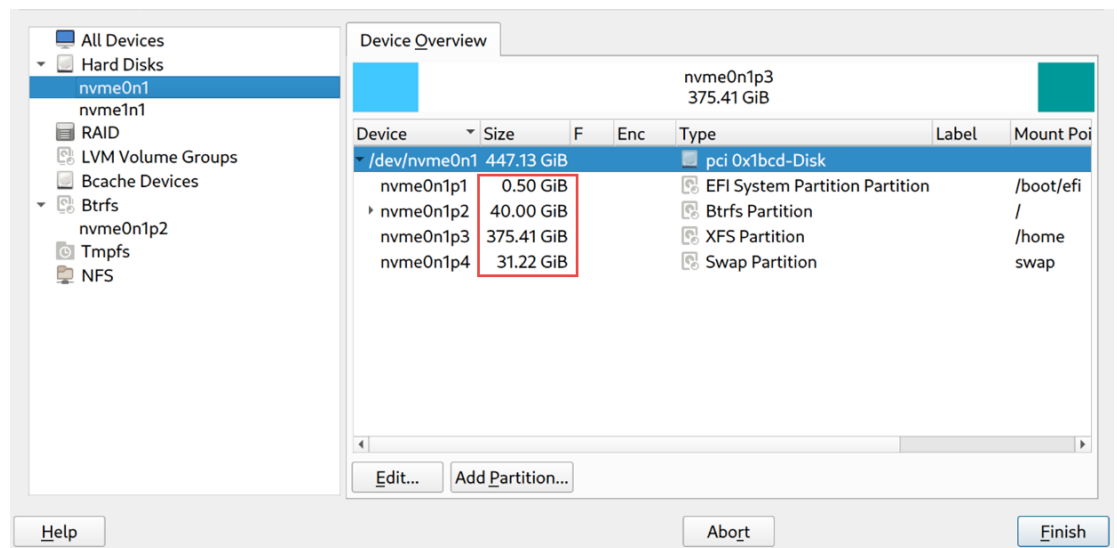 All Devices
Hard Disks
nvme0n1
nvme1n1
RAID
LVM Volume Groups
Bcache Devices
Btrfs
nvme0n1p2
Tmpfs
NFS
Device Overview
nvme0n1p3
375.41 GiB
Device Size F Enc Type Label Mount Poi
/dev/nvme0n1 447.13 GiB pci 0x1bcd-Disk
nvme0n1p1 0.50 GiB EFI System Partition Partition /boot/efi
nvme0n1p2 40.00 GiB Btrfs Partition /
nvme0n1p3 375.41 GiB XFS Partition /home
nvme0n1p4 31.22 GiB Swap Partition swap
Edit... Add Partition...
Help Abort Finish